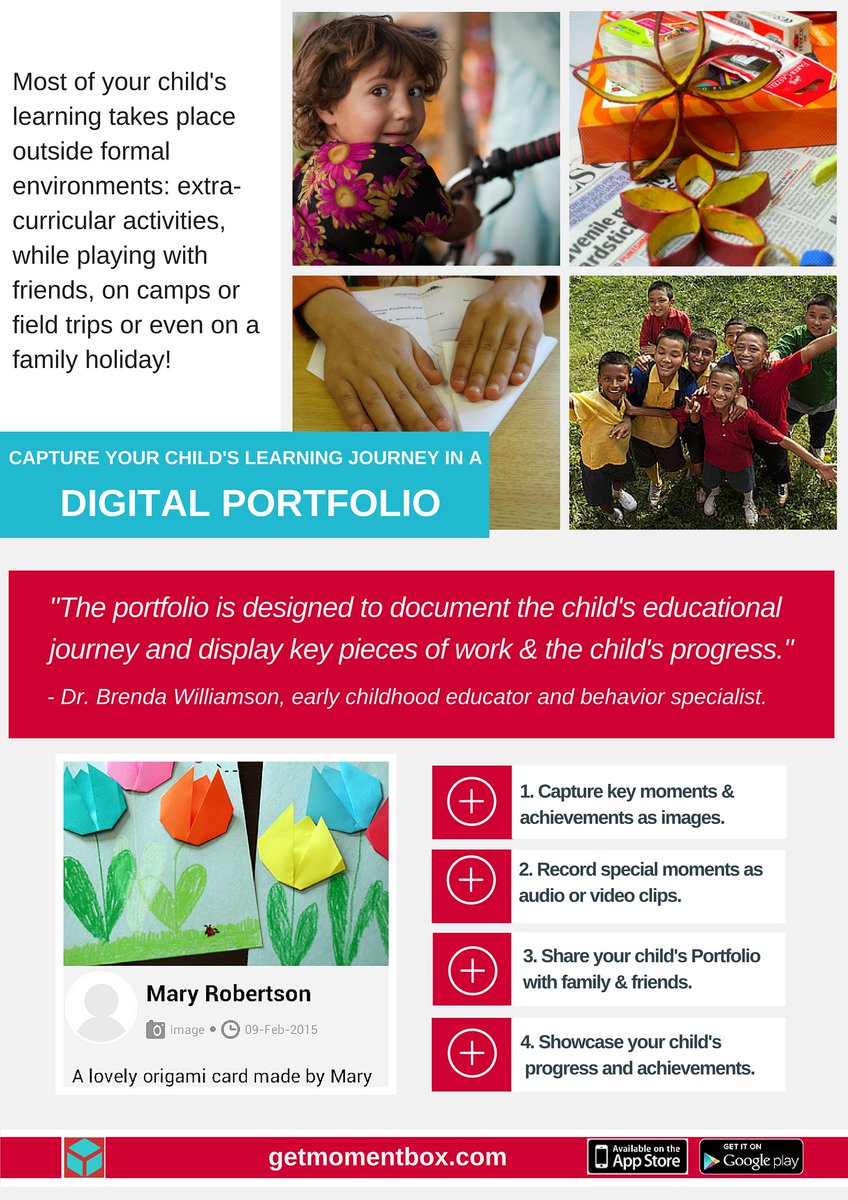 Most of your child's
learning takes place
outside formal
environments: extra-
curricular activities,
while playing with
friends, on camps or
field trips or even on a
family holiday!
CAPTURE YOUR CHILD'S LEARNING JOURNEY IN A
DIGITAL PORTFOLIO
"The portfolio is designed to document the child's educational
journey and display key pieces of work & the child's progress."
- Dr. Brenda Williamson, early childhood educator and behavior specialist.
Mary Robertson
Image • 09-Feb-2015
A lovely origami card made by Mary
1. Capture key moments &
achievements as images.
2. Record special moments as
audio or video clips.
3. Share your child's Portfolio
with family & friends.
4. Showcase your child's
progress and achievements.
getmomentbox.com
Available on the
App Store
GET IT ON
Google play